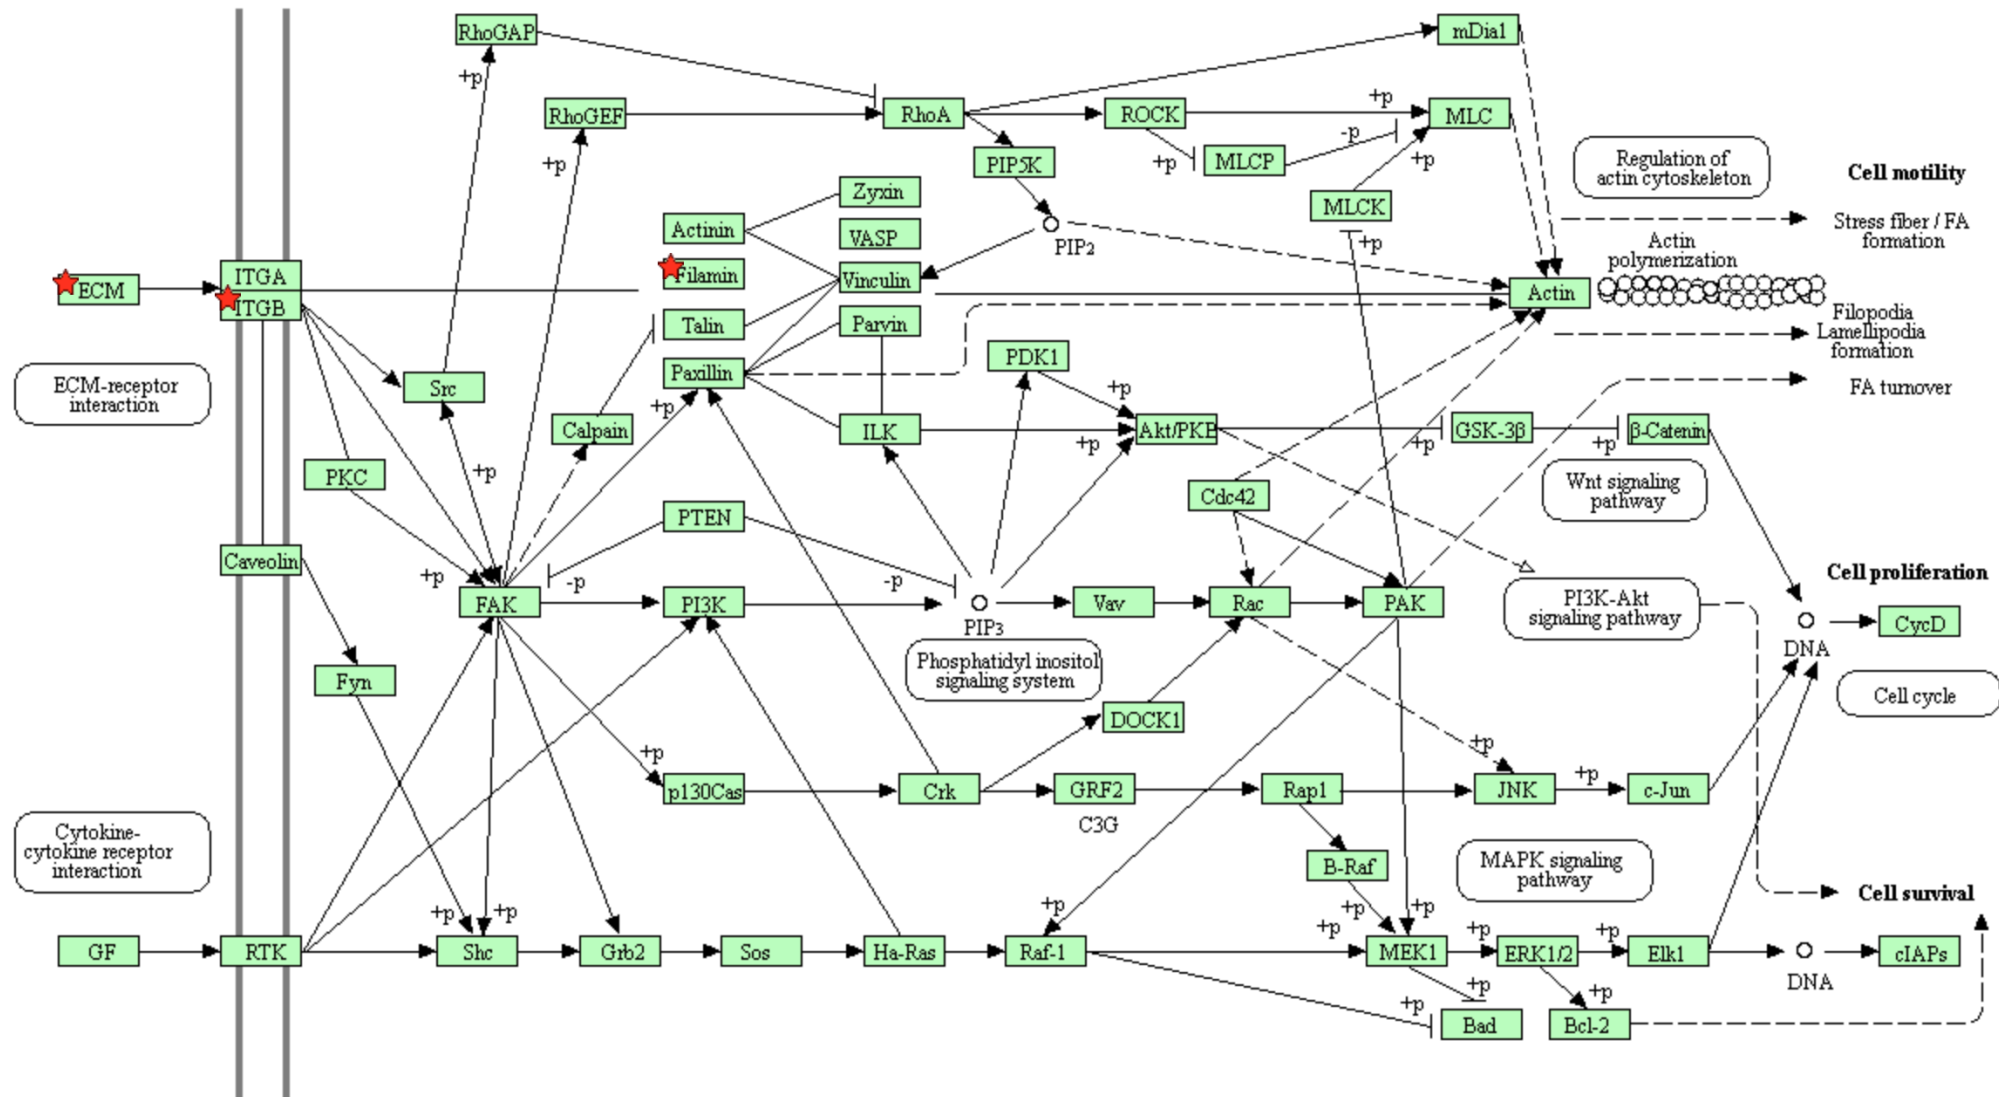 RhoGAP
mDia1
+p
RhoGEF
RhoA
ROCK
+p
MLC
-p
+p
+p
MLCP
+p
PIP5K
Regulation of
actin cytoskeleton
Cell motility
Zyxin
MLCK
Actinin
VASP
PIP2
+p
Stress fiber / FA
formation
Actin
polymerization
ECM
ITGA
ITGB
Filamin
Vinculin
Actin
Talin
Parvin
Filopodia
Lamellipodia
formation
PDK1
ECM-receptor
interaction
Src
Paxillin
+p
+p
FA turnover
Calpain
ILK
+p
Akt/PKB
+p
GSK-3β
+p
β-Catenin
PKC
+p
Cdc42
Wnt signaling
pathway
PTEN
Caveolin
+p
-p
-p
Cell proliferation
FAK
PI3K
PIP3
Vav
Rac
PAK
PI3K-Akt
signaling pathway
CycD
DNA
Phosphatidyl inositol
signaling system
Fyn
Cell cycle
DOCK1
+p
+p
p130Cas
Crk
GRF2
C3G
Rap1
JNK
+p
c-Jun
Cytokine-
cytokine receptor
interaction
B-Raf
MAPK signaling
pathway
Cell survival
+p
+p
+p
+p
+p
+p
+p
+p
GF
RTK
Shc
Grb2
Sos
Ha-Ras
Raf-1
MEK1
ERK1/2
Elk1
cIAPs
DNA
+p
+p
+p
Bad
Bcl-2